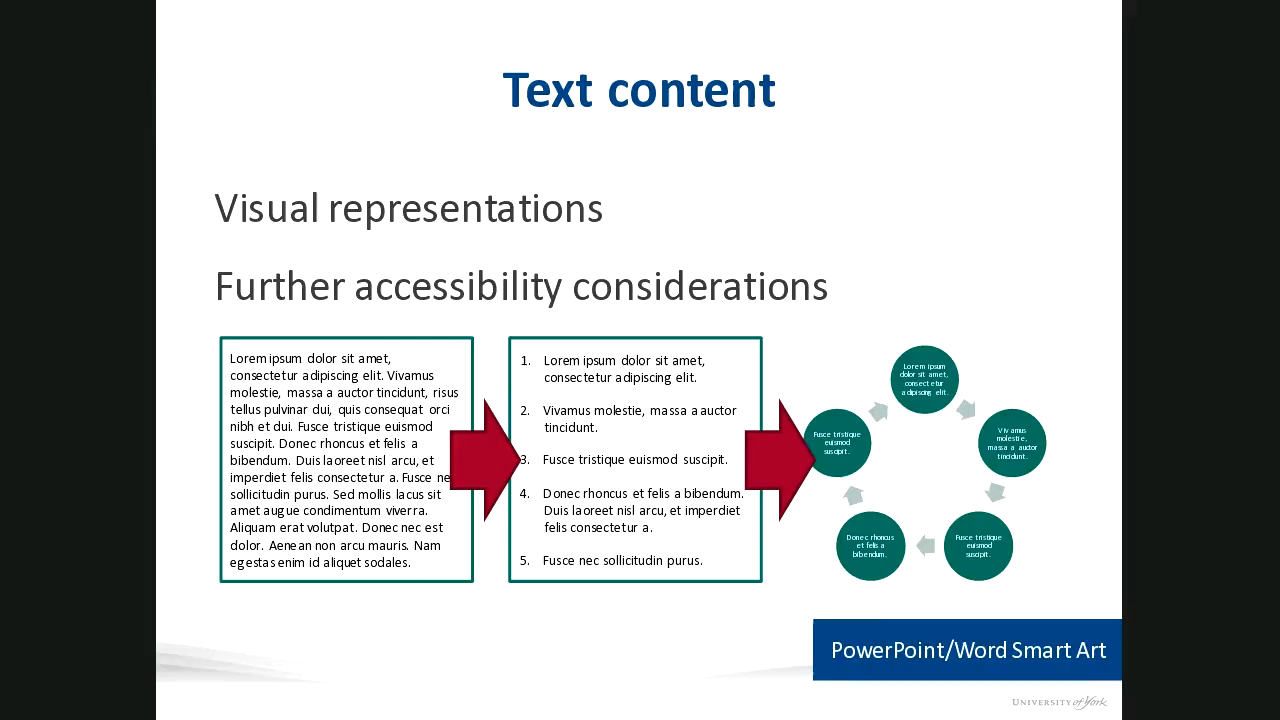 Text content
Visual representations
Further accessibility considerations
Lorem ipsum dolor sit amet,
consectetur adipiscing elit. Vivamus
molestie, massa a auctor tincidunt, risus
tellus pulvinar dui, quis consequat orci
nibh et dui. Fusce tristique euismod
suscipit. Donec rhoncus et felis a
bibendum. Duis laoreet nisl arcu, et
imperdiet felis consectetur a. Fusce ne
sollicitudin purus. Sed mollis lacus sit
amet augue condimentum viverra.
Aliquam erat volutpat. Donec nec est
dolor. Aenean non arcu mauris. Nam
egestas enim id aliquet sodales.
1. Lorem ipsum dolor sit amet,
consectetur adipiscing elit.
2. Vivamus molestie, massa a auctor
tincidunt.
3. Fusce tristique euismod suscipit.
4. Donec rhoncus et felis a bibendum.
Duis laoreet nisl arcu, et imperdiet
felis consectetur a.
5. Fusce nec sollicitudin purus.
Lorem ipsum
dolor sit amet,
consectetur
adipiscing elit.
Vivamus
molestie,
massa a auctor
tincidunt.
Fusce tristique
euismod
suscipit.
Donec rhoncus
et felis a
bibendum.
Fusce tristique
euismod
suscipit.
PowerPoint/Word Smart Art
UNIVERSITY of York